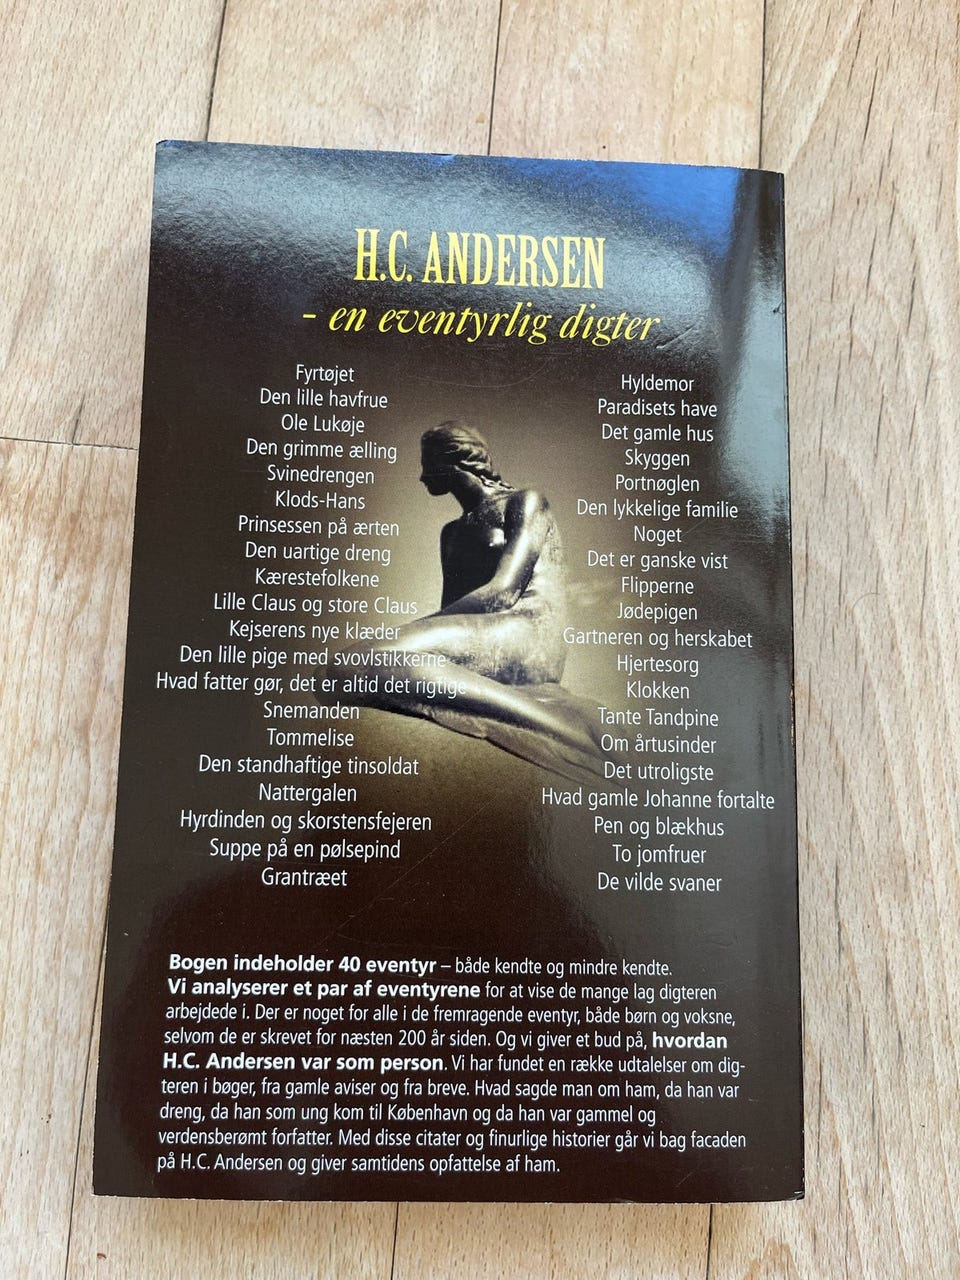 H.C. ANDERSEN
- en eventyrlig digter
Fyrtøjet
Den lille havfrue
Ole Lukøje
Den grimme ælling
Svinedrengen
Klods-Hans
Prinsessen på ærten
Den uartige dreng
Kærestefolkene
Lille Claus og store Claus
Kejserens nye klæder
Den lille pige med svovlstikkerne
Hvad fatter gør, det er altid det rigtige
Snemanden
Tommelise
Den standhaftige tinsoldat
Nattergalen
Hyrdinden og skorstensfejeren
Suppe på en pølsepind
Grantræet
Hyldemor
Paradisets have
Det gamle hus
Skyggen
Portnøglen
Den lykkelige familie
Noget
Det er ganske vist
Flipperne
Jødepigen
Gartneren og herskabet
Hjertesorg
Klokken
Tante Tandpine
Om årtusinder
Det utroligste
Hvad gamle Johanne fortalte
Pen og blækhus
To jomfruer
De vilde svaner
Bogen indeholder 40 eventyr – både kendte og mindre kendte.
Vi analyserer et par af eventyrene for at vise de mange lag digteren
arbejdede i. Der er noget for alle i de fremragende eventyr, både børn og voksne,
selvom de er skrevet for næsten 200 år siden. Og vi giver et bud på, hvordan
H.C. Andersen var som person. Vi har fundet en række udtalelser om dig-
teren i bøger, fra gamle aviser og fra breve. Hvad sagde man om ham, da han var
dreng, da han som ung kom til København og da han var gammel og
verdensberømt forfatter. Med disse citater og finurlige historier går vi bag facaden
på H.C. Andersen og giver samtidens opfattelse af ham.